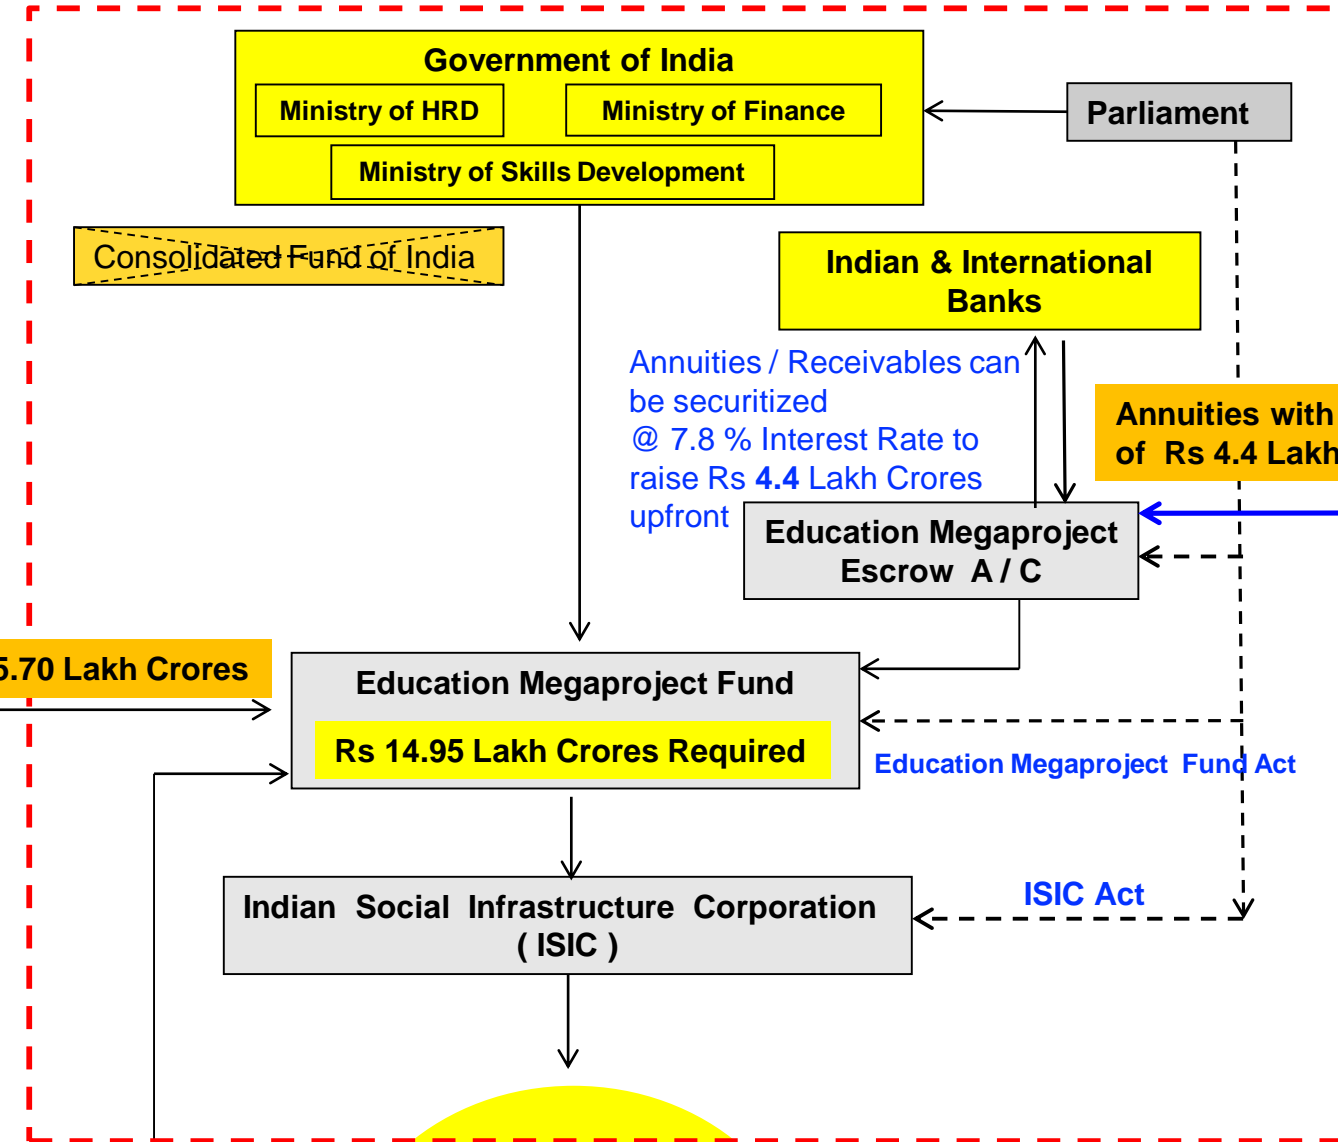 Government of India
Ministry of HRD
Ministry of Finance
Parliament
Ministry of Skills Development
Consolidated Fund of India
Indian & International
Banks
Annuities / Receivables can
be securitized
@ 7.8 % Interest Rate to
raise Rs 4.4 Lakh Crores
upfront
Annuities with
of Rs 4.4 Lakh
Education Megaproject
Escrow A / C
5.70 Lakh Crores
Education Megaproject Fund
Rs 14.95 Lakh Crores Required
Education Megaproject Fund Act
Indian Social Infrastructure Corporation
( ISIC )
ISIC Act